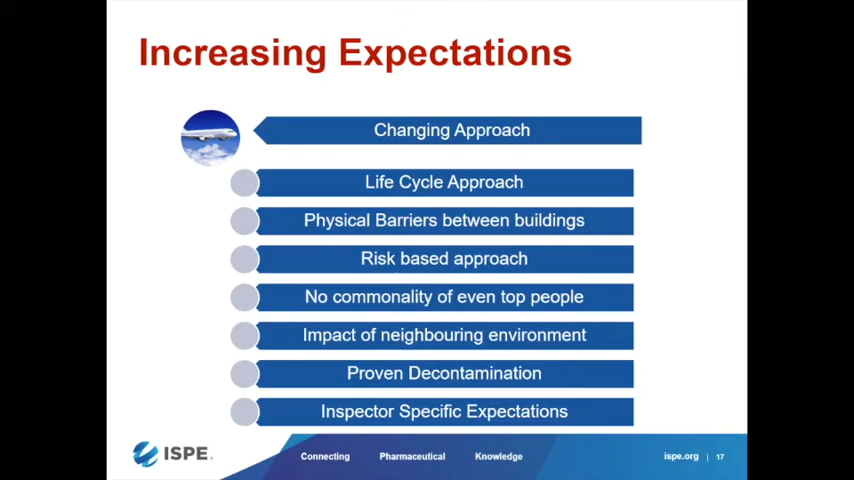 Increasing Expectations
Changing Approach
Life Cycle Approach
Physical Barriers between buildings
Risk based approach
No commonality of even top people
Impact of neighbouring environment
Proven Decontamination
Inspector Specific Expectations
ISPE.
Connecting Pharmaceutical Knowledge
ispe.org | 17